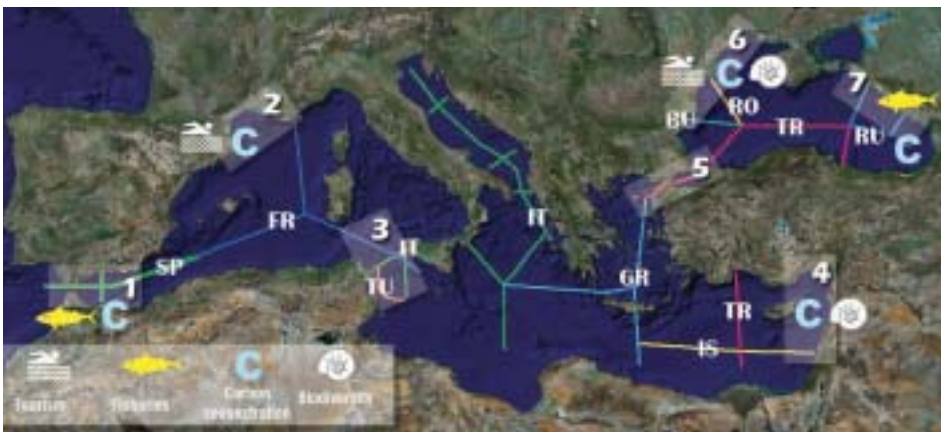 6
C
2
C
BU
RO
TR
7
RU
C
5
FR
3
IT
IT
SP
1
TU
GR
TR
4
C
C
IS
C
Tourism
Fisheries
Carbon
sequestration
Biodiversity